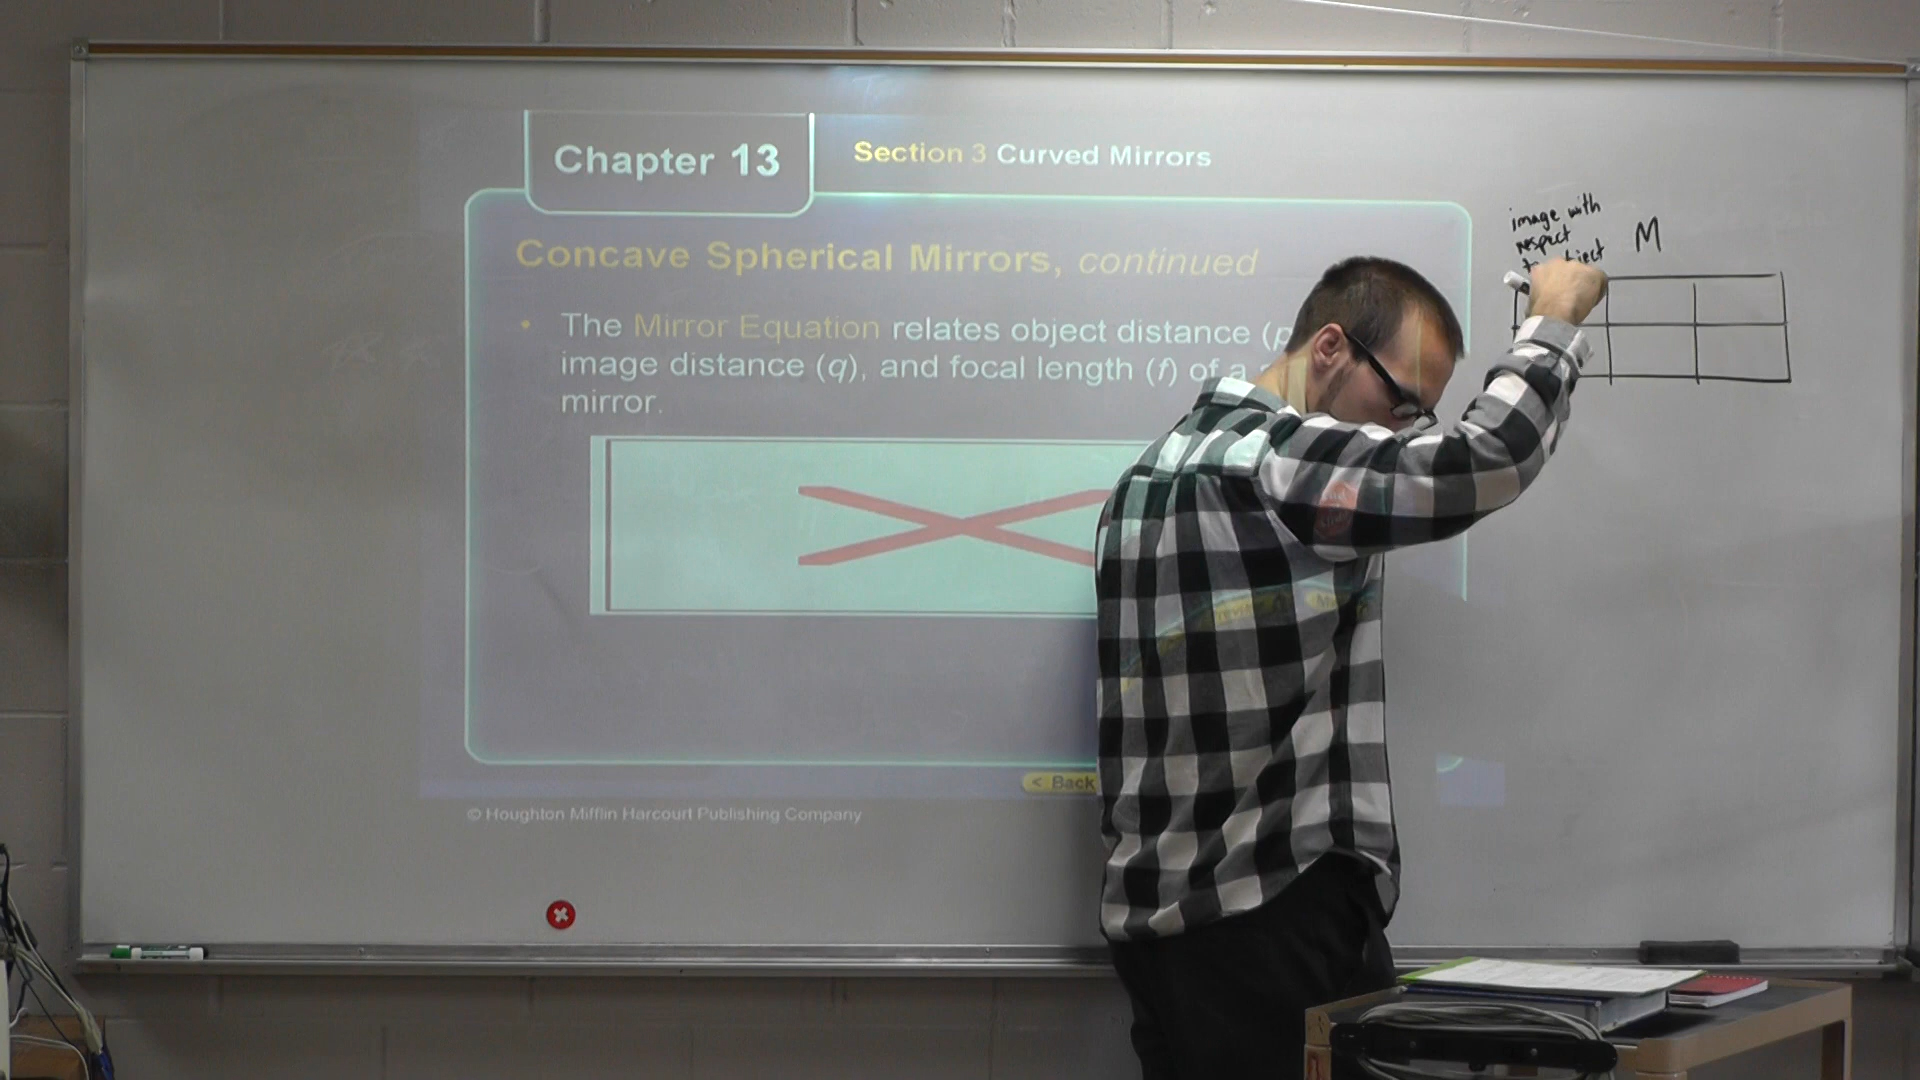 Chapter 13
Section 3 Curved Mirrors
Concave Spherical Mirrors, continued
• The Mirror Equation relates object distance (p
image distance (q), and focal length (f) of a
mirror.
< Back
© Houghton Mifflin Harcourt Publishing Company
image with
respect
M